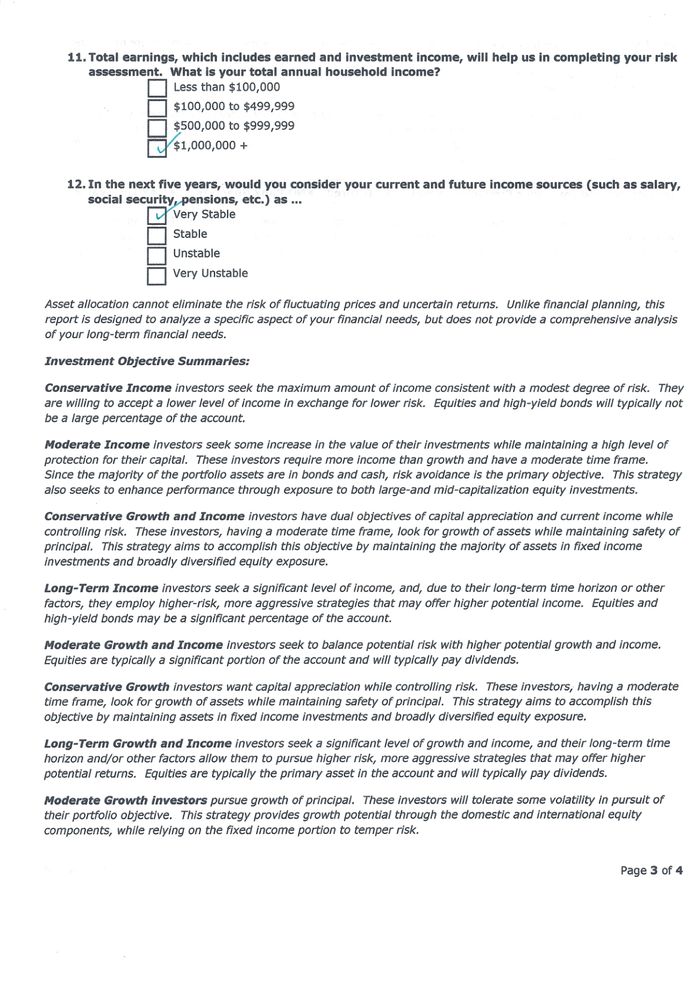 11. Total earnings, which includes earned and investment income, will help us in completing your risk
assessment. What is your total annual household income?
Less than $100,000
$100,000 to $499,999
$500,000 to $999,999
$1,000,000 +
12. In the next five years, would you consider your current and future income sources (such as salary,
social security, pensions, etc.) as ...
Very Stable
Stable
Unstable
Very Unstable
Asset allocation cannot eliminate the risk of fluctuating prices and uncertain returns. Unlike financial planning, this
report is designed to analyze a specific aspect of your financial needs, but does not provide a comprehensive analysis
of your long-term financial needs.
Investment Objective Summaries:
Conservative Income investors seek the maximum amount of income consistent with a modest degree of risk. They
are willing to accept a lower level of income in exchange for lower risk. Equities and high-yield bonds will typically not
be a large percentage of the account.
Moderate Income investors seek some increase in the value of their investments while maintaining a high level of
protection for their capital. These investors require more income than growth and have a moderate time frame.
Since the majority of the portfolio assets are in bonds and cash, risk avoidance is the primary objective. This strategy
also seeks to enhance performance through exposure to both large-and mid-capitalization equity investments.
Conservative Growth and Income investors have dual objectives of capital appreciation and current income while
controlling risk. These investors, having a moderate time frame, look for growth of assets while maintaining safety of
principal. This strategy aims to accomplish this objective by maintaining the majority of assets in fixed income
investments and broadly diversified equity exposure.
Long-Term Income investors seek a significant level of income, and, due to their long-term time horizon or other
factors, they employ higher-risk, more aggressive strategies that may offer higher potential income. Equities and
high-yield bonds may be a significant percentage of the account.
Moderate Growth and Income investors seek to balance potential risk with higher potential growth and income.
Equities are typically a significant portion of the account and will typically pay dividends.
Conservative Growth investors want capital appreciation while controlling risk. These investors, having a moderate
time frame, look for growth of assets while maintaining safety of principal. This strategy aims to accomplish this
objective by maintaining assets in fixed income investments and broadly diversified equity exposure.
Long-Term Growth and Income investors seek a significant level of growth and income, and their long-term time
horizon and/or other factors allow them to pursue higher risk, more aggressive strategies that may offer higher
potential returns. Equities are typically the primary asset in the account and will typically pay dividends.
Moderate Growth investors pursue growth of principal. These investors will tolerate some volatility in pursuit of
their portfolio objective. This strategy provides growth potential through the domestic and international equity
components, while relying on the fixed income portion to temper risk.
Page 3 of 4